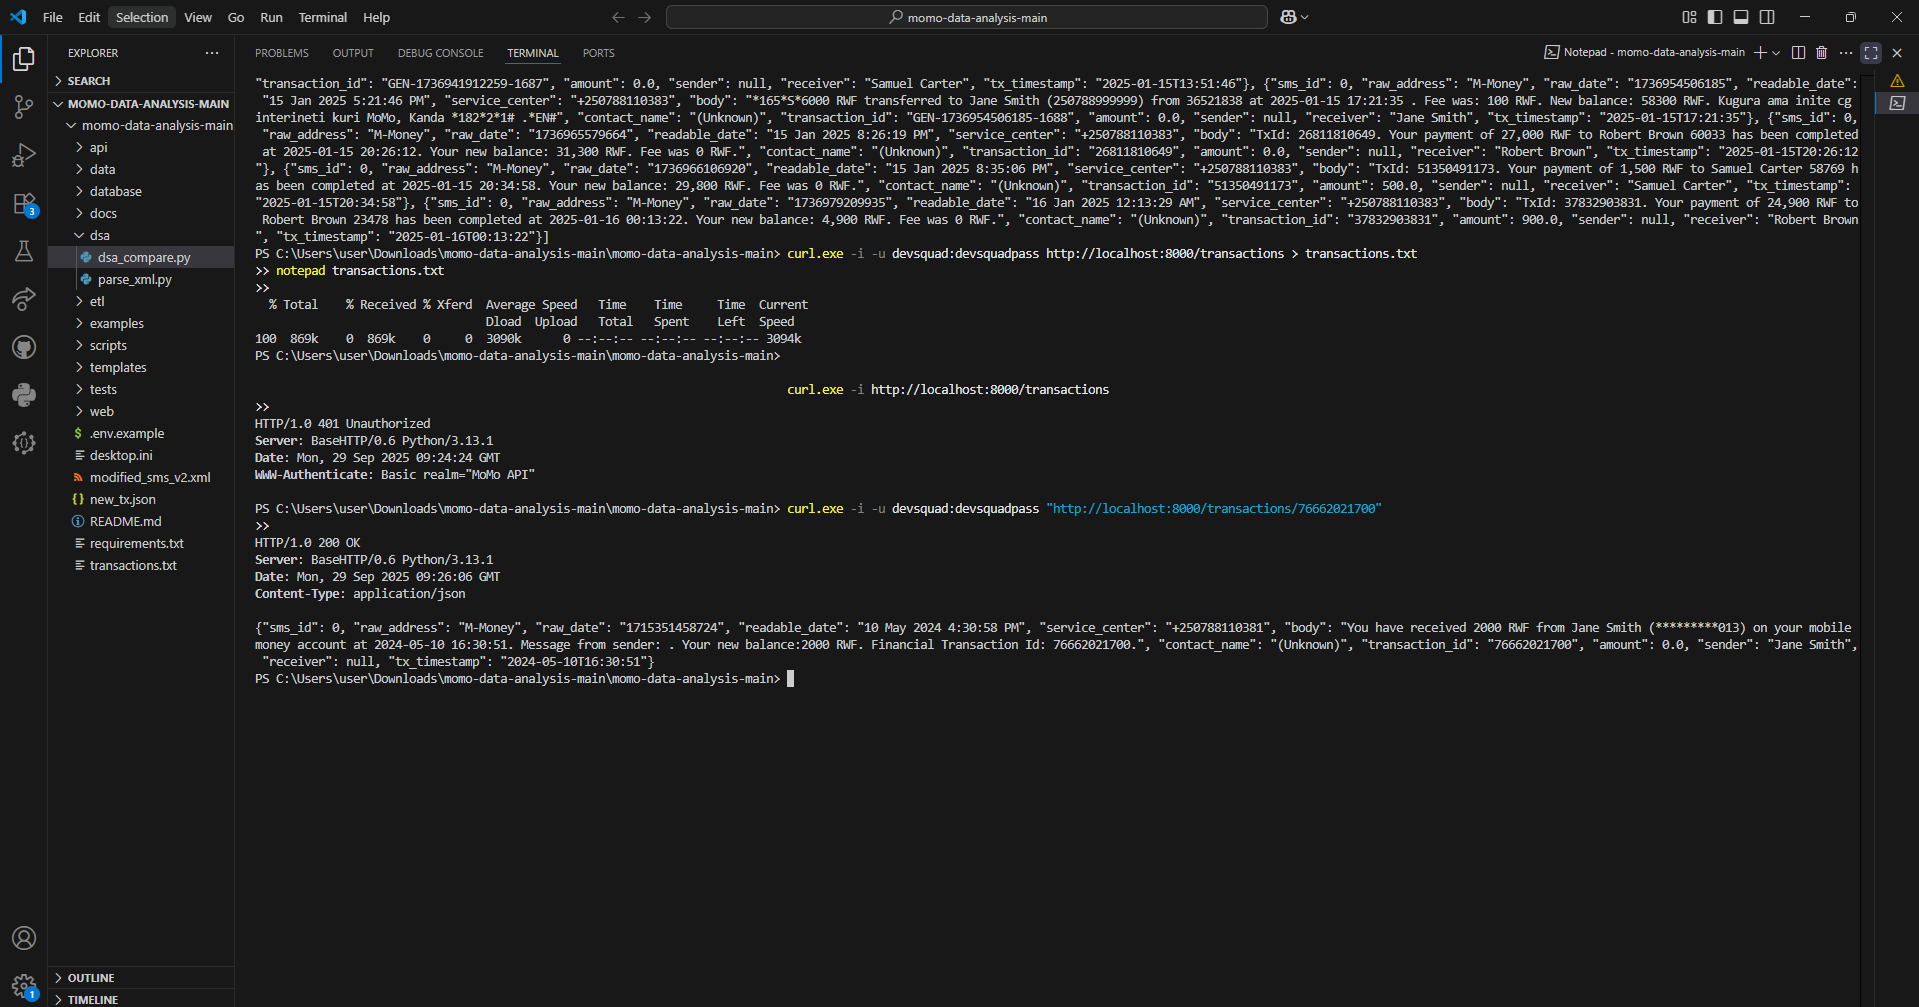 File Edit Selection View Go Run Terminal Help
momo-data-analysis-main
EXPLORER
SEARCH
MOMO-DATA-ANALYSIS-MAIN
momo-data-analysis-main
api
data
database
docs
dsa
dsa_compare.py
parse_xml.py
etl
examples
scripts
templates
tests
web
$ .env.example
desktop.ini
modified_sms_v2.xml
{} new_tx.json
README.md
requirements.txt
transactions.txt
OUTLINE
TIMELINE
3
1
PROBLEMS OUTPUT DEBUG CONSOLE TERMINAL PORTS
Notepad - momo-data-analysis-main
"transaction_id": "GEN-1736941912259-1687", "amount": 0.0, "sender": null, "receiver": "Samuel Carter", "tx_timestamp": "2025-01-15T13:51:46"}, {"sms_id": 0, "raw_address": "M-Money", "raw_date": "1736954506185", "readable_date":
"15 Jan 2025 5:21:46 PM", "service_center": "+250788110383", "body": "*165*S*6000 RWF transferred to Jane Smith (250788999999) from 36521838 at 2025-01-15 17:21:35 . Fee was: 100 RWF. New balance: 58300 RWF. Kugura ama inite cg
interineti kuri MoMo, Kanda *182*2*1# .*EN#", "contact_name": "(Unknown)", "transaction_id": "GEN-1736954506185-1688", "amount": 0.0, "sender": null, "receiver": "Jane Smith", "tx_timestamp": "2025-01-15T17:21:35"}, {"sms_id": 0,
"raw_address": "M-Money", "raw_date": "1736965579664", "readable_date": "15 Jan 2025 8:26:19 PM", "service_center": "+250788110383", "body": "TxId: 26811810649. Your payment of 27,000 RWF to Robert Brown 60033 has been completed
at 2025-01-15 20:26:12. Your new balance: 31,300 RWF. Fee was 0 RWF.", "contact_name": "(Unknown)", "transaction_id": "26811810649", "amount": 0.0, "sender": null, "receiver": "Robert Brown", "tx_timestamp": "2025-01-15T20:26:12
"}, {"sms_id": 0, "raw_address": "M-Money", "raw_date": "1736966106920", "readable_date": "15 Jan 2025 8:35:06 PM", "service_center": "+250788110383", "body": "TxId: 51350491173. Your payment of 1,500 RWF to Samuel Carter 58769 h
as been completed at 2025-01-15 20:34:58. Your new balance: 29,800 RWF. Fee was 0 RWF.", "contact_name": "(Unknown)", "transaction_id": "51350491173", "amount": 500.0, "sender": null, "receiver": "Samuel Carter", "tx_timestamp":
"2025-01-15T20:34:58"}, {"sms_id": 0, "raw_address": "M-Money", "raw_date": "1736979209935", "readable_date": "16 Jan 2025 12:13:29 AM", "service_center": "+250788110383", "body": "TxId: 37832903831. Your payment of 24,900 RWF to
Robert Brown 23478 has been completed at 2025-01-16 00:13:22. Your new balance: 4,900 RWF. Fee was 0 RWF.", "contact_name": "(Unknown)", "transaction_id": "37832903831", "amount": 900.0, "sender": null, "receiver": "Robert Brown
", "tx_timestamp": "2025-01-16T00:13:22"}]
PS C:\Users\user\Downloads\momo-data-analysis-main\momo-data-analysis-main> curl.exe -i -u devsquad:devsquadpass http://localhost:8000/transactions > transactions.txt
>> notepad transactions.txt
>>
% Total % Received % Xferd Average Speed Time Time Time Current
Dload Upload Total Spent Left Speed
100 869k 0 869k 0 0 3090k 0 --:--:-- --:--:-- --:--:-- 3094k
PS C:\Users\user\Downloads\momo-data-analysis-main\momo-data-analysis-main>
curl.exe -i http://localhost:8000/transactions
>>
HTTP/1.0 401 Unauthorized
Server: BaseHTTP/0.6 Python/3.13.1
Date: Mon, 29 Sep 2025 09:24:24 GMT
WWW-Authenticate: Basic realm="MoMo API"
PS C:\Users\user\Downloads\momo-data-analysis-main\momo-data-analysis-main> curl.exe -i -u devsquad:devsquadpass "http://localhost:8000/transactions/76662021700"
>>
HTTP/1.0 200 OK
Server: BaseHTTP/0.6 Python/3.13.1
Date: Mon, 29 Sep 2025 09:26:06 GMT
Content-Type: application/json
{"sms_id": 0, "raw_address": "M-Money", "raw_date": "1715351458724", "readable_date": "10 May 2024 4:30:58 PM", "service_center": "+250788110381", "body": "You have received 2000 RWF from Jane Smith (*********013) on your mobile
money account at 2024-05-10 16:30:51. Message from sender: . Your new balance:2000 RWF. Financial Transaction Id: 76662021700.", "contact_name": "(Unknown)", "transaction_id": "76662021700", "amount": 0.0, "sender": "Jane Smith",
"receiver": null, "tx_timestamp": "2024-05-10T16:30:51"}
PS C:\Users\user\Downloads\momo-data-analysis-main\momo-data-analysis-main>